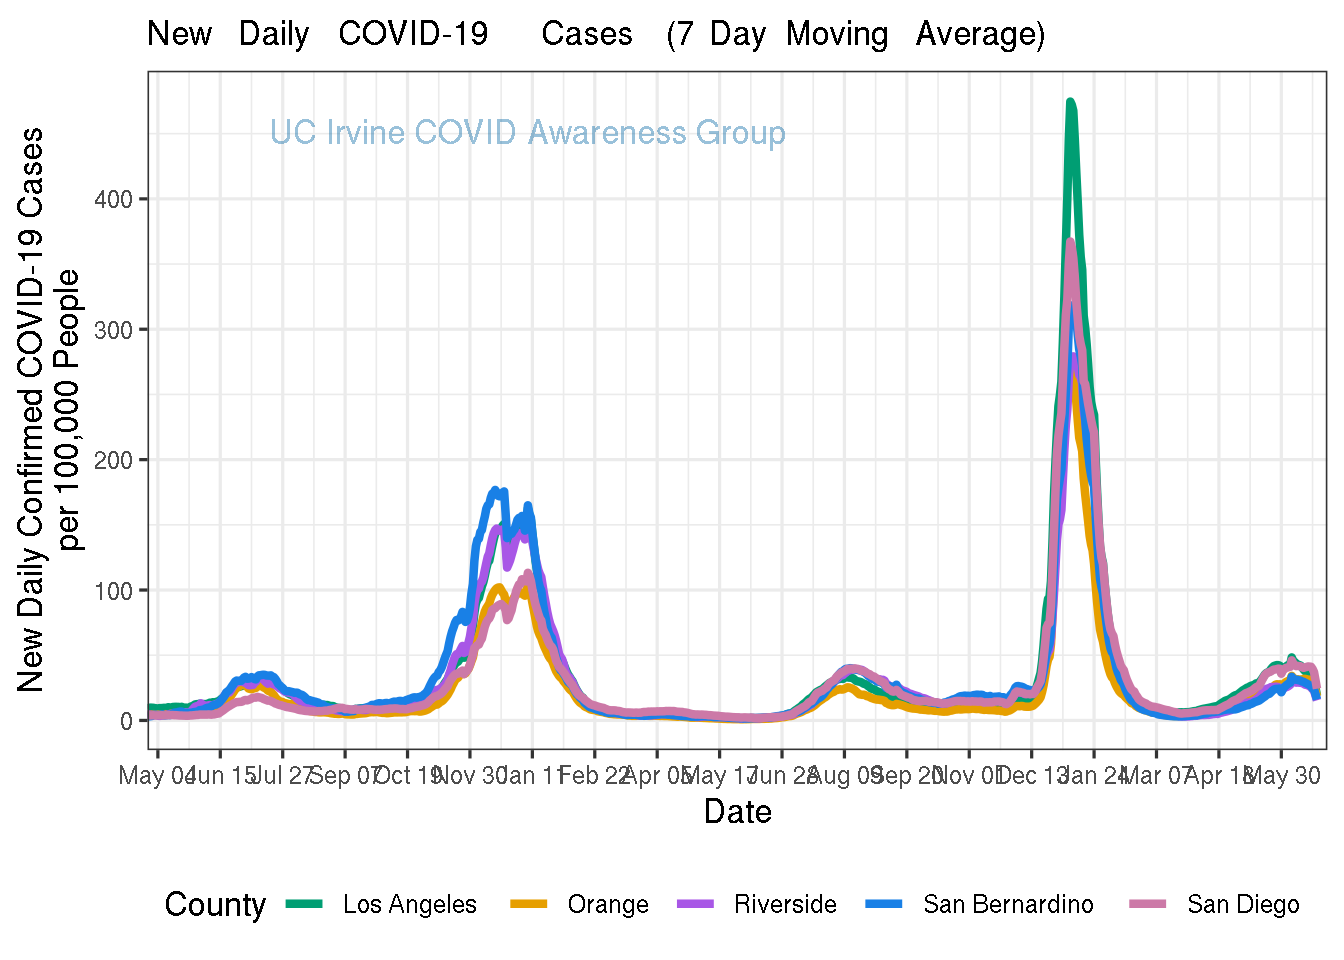 New Daily COVID-19 Cases (7 Day Moving Average)
UC Irvine COVID Awareness Group
New Daily Confirmed COVID-19 Cases
per 100,000 People
400
300
200
100
0
May 04 Jun 15 Jul 27 Sep 07 Oct 19 Nov 30 Jan 11 Feb 22 Apr 05 May 17 Jun 28 Aug 09 Sep 20 Nov 01 Dec 13 Jan 24 Mar 07 Apr 18 May 30
Date
County Los Angeles Orange Riverside San Bernardino San Diego